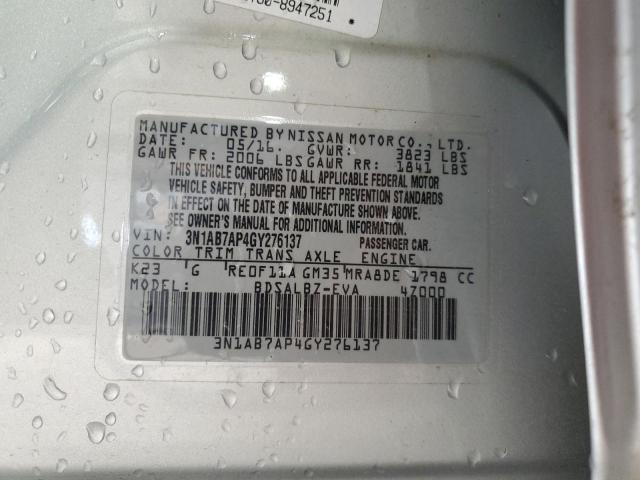 8947251
MANUFACTURED BY NISSAN MOTOR CO., LTD.
DATE: 05/16 GVWR: 3823 LBS
GAWR FR: 2006 LBS GAWR RR: 1841 LBS
THIS VEHICLE CONFORMS TO ALL APPLICABLE FEDERAL MOTOR
VEHICLE SAFETY, BUMPER AND THEFT PREVENTION STANDARDS
IN EFFECT ON THE DATE OF MANUFACTURE SHOWN ABOVE.
SEE OWNER'S MANUAL FOR ADDITIONAL INFORMATION.
VIN: 3N1AB7AP4GY276137 PASSENGER CAR.
COLOR TRIM TRANS AXLE ENGINE
K23 G RE0F11A GM35 MRA8DE 1798 CC
MODEL: BDSALBZ-EVA 47000
3N1AB7AP4GY276137